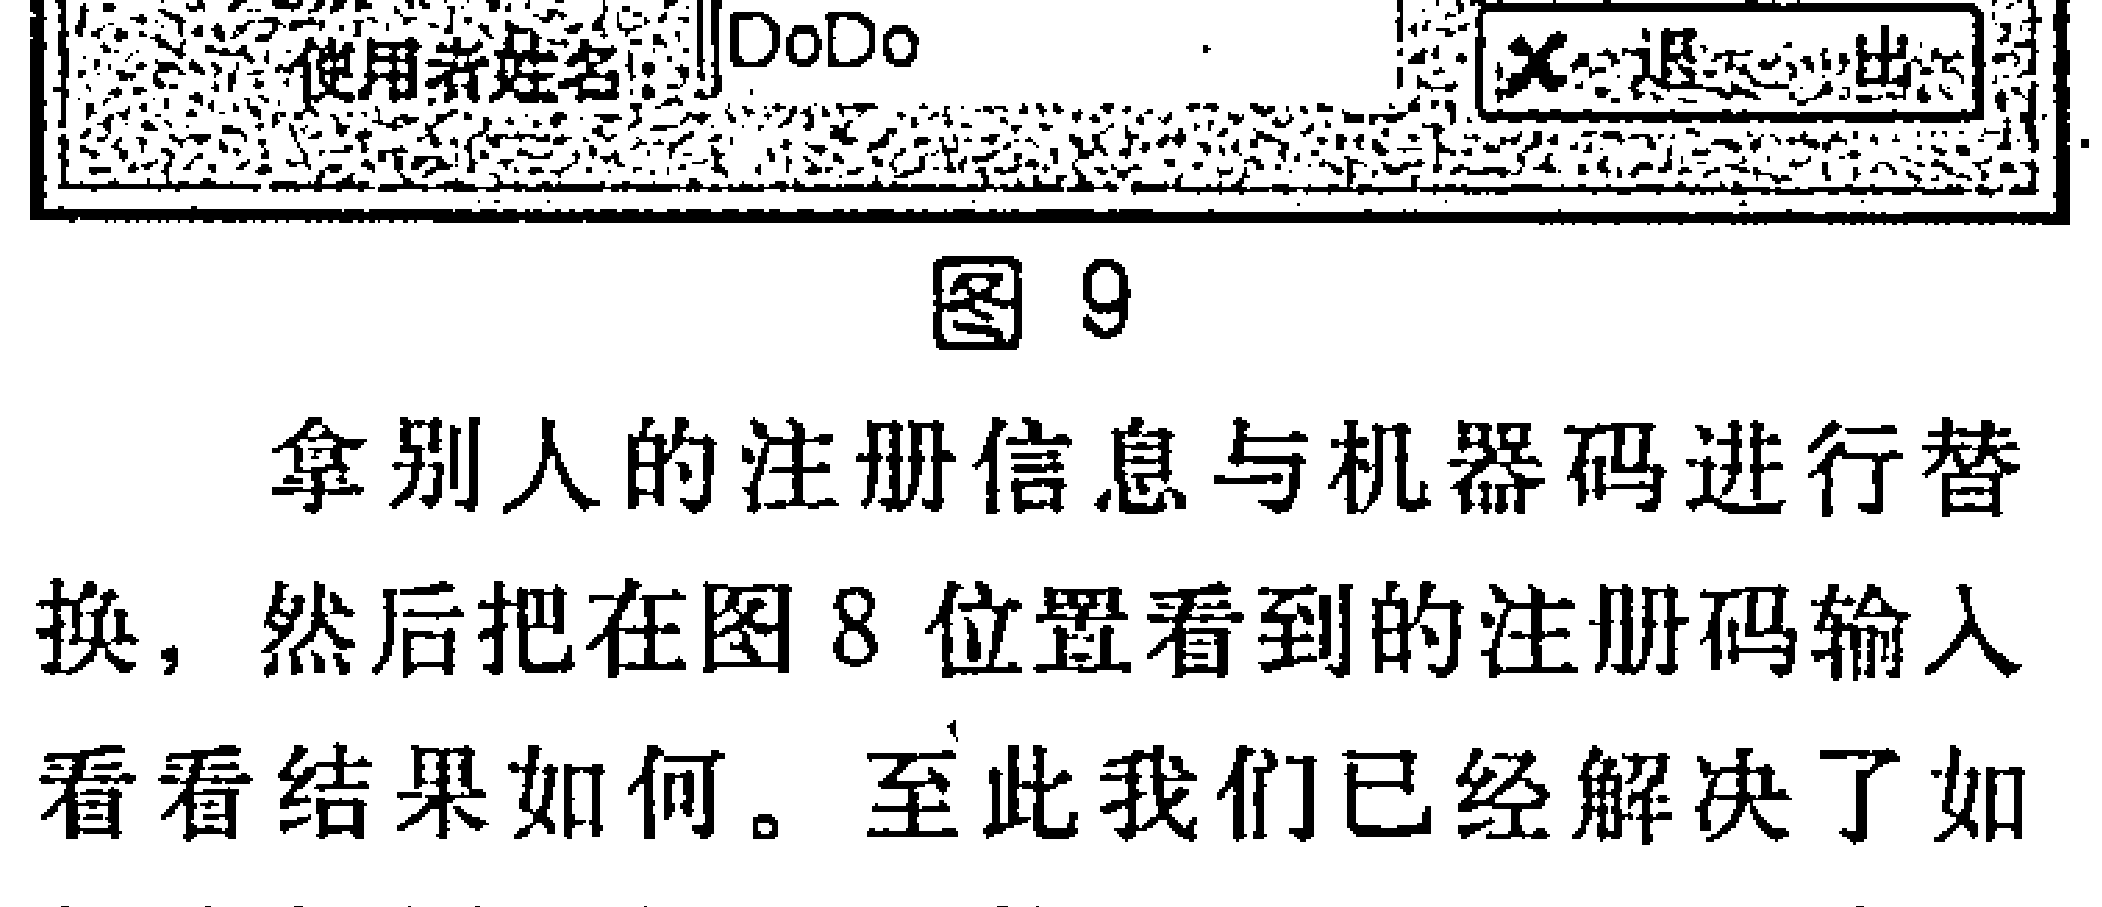 使用者姓名： DoDo ✗ 退 出
图 9
拿别人的注册信息与机器码进行替
换，然后把在图 8 位置看到的注册码输入
看看结果如何。至此我们已经解决了如